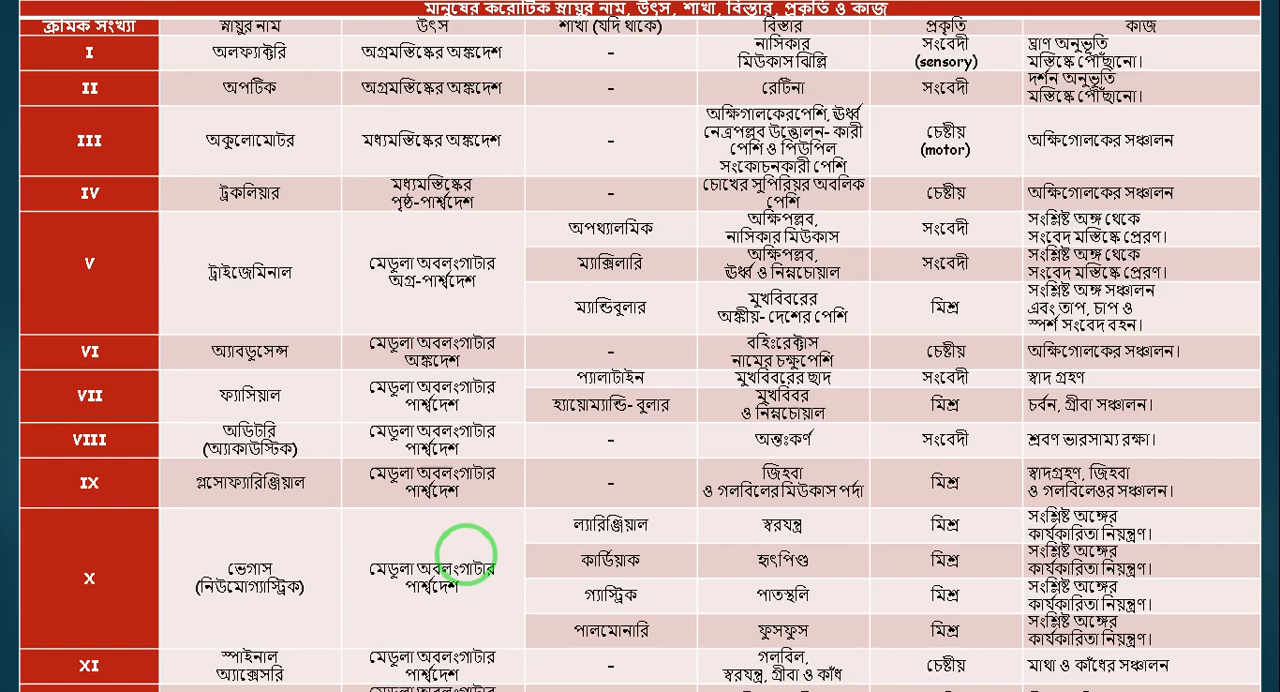 মানুষের করোটিক স্নায়ুর নাম, উৎস, শাখা, বিস্তার, প্রকৃতি ও কাজ
ক্রমিক সংখ্যা স্নায়ুর নাম উৎস শাখা (যদি থাকে) বিস্তার প্রকৃতি কাজ
I অলফ্যাক্টরি অগ্রমস্তিষ্কের অঙ্কদেশ - নাসিকার মিউকাস ঝিল্লি সংবেদী (sensory) ঘ্রাণ অনুভূতি মস্তিষ্কে পৌঁছানো।
II অপটিক অগ্রমস্তিষ্কের অঙ্কদেশ - রেটিনা সংবেদী দর্শন অনুভূতি মস্তিষ্কে পৌঁছানো।
III অকুলোমোটর মধ্যমস্তিষ্কের অঙ্কদেশ - অক্ষিগালকেরপেশি, ঊর্ধ্ব নেত্রপল্লব উত্তোলন- কারী পেশি ও পিউপিল সংকোচনকারী পেশি চেষ্টীয় (motor) অক্ষিগোলকের সঞ্চালন
IV ট্রকলিয়ার মধ্যমস্তিষ্কের পৃষ্ঠ-পার্শ্বদেশ - চোখের সুপিরিয়র অবলিক পেশি চেষ্টীয় অক্ষিগোলকের সঞ্চালন
V ট্রাইজেমিনাল মেডুলা অবলংগাটার অগ্র-পার্শ্বদেশ অপথ্যালমিক অক্ষিপল্লব, নাসিকার মিউকাস সংবেদী সংশ্লিষ্ট অঙ্গ থেকে সংবেদ মস্তিষ্কে প্রেরণ।
ম্যাক্সিলারি অক্ষিপল্লব, ঊর্ধ্ব ও নিম্নচোয়াল সংবেদী সংশ্লিষ্ট অঙ্গ থেকে সংবেদ মস্তিষ্কে প্রেরণ।
ম্যান্ডিবুলার মুখবিবরের অঙ্কীয়- দেশের পেশি মিশ্র সংশ্লিষ্ট অঙ্গ সঞ্চালন এবং তাপ, চাপ ও স্পর্শ সংবেদ বহন।
VI অ্যাবডুসেন্স মেডুলা অবলংগাটার অঙ্কদেশ - বহিঃরেক্টাস নামের চক্ষুপেশি চেষ্টীয় অক্ষিগোলকের সঞ্চালন।
VII ফ্যাসিয়াল মেডুলা অবলংগাটার পার্শ্বদেশ প্যালাটাইন মুখবিবরের ছাদ সংবেদী স্বাদ গ্রহণ
হ্যায়োম্যান্ডি- বুলার মুখবিবর ও নিম্নচোয়াল মিশ্র চর্বন, গ্রীবা সঞ্চালন।
VIII অডিটরি (অ্যাকাউস্টিক) মেডুলা অবলংগাটার পার্শ্বদেশ - অন্তঃকর্ণ সংবেদী শ্রবণ ভারসাম্য রক্ষা।
IX গ্লসোফ্যারিঞ্জিয়াল মেডুলা অবলংগাটার পার্শ্বদেশ - জিহবা ও গলবিলের মিউকাস পর্দা মিশ্র স্বাদগ্রহণ, জিহবা ও গলবিলেওর সঞ্চালন।
X ভেগাস (নিউমোগ্যাস্ট্রিক) মেডুলা অবলংগাটার পার্শ্বদেশ ল্যারিঞ্জিয়াল স্বরযন্ত্র মিশ্র সংশ্লিষ্ট অঙ্গের কার্যকারিতা নিয়ন্ত্রণ।
কার্ডিয়াক হৃৎপিণ্ড মিশ্র সংশ্লিষ্ট অঙ্গের কার্যকারিতা নিয়ন্ত্রণ।
গ্যাস্ট্রিক পাতস্থলি মিশ্র সংশ্লিষ্ট অঙ্গের কার্যকারিতা নিয়ন্ত্রণ।
পালমোনারি ফুসফুস মিশ্র সংশ্লিষ্ট অঙ্গের কার্যকারিতা নিয়ন্ত্রণ।
XI স্পাইনাল অ্যাক্সেসরি মেডুলা অবলংগাটার পার্শ্বদেশ - গলবিল, স্বরযন্ত্র, গ্রীবা ও কাঁধ চেষ্টীয় মাথা ও কাঁধের সঞ্চালন